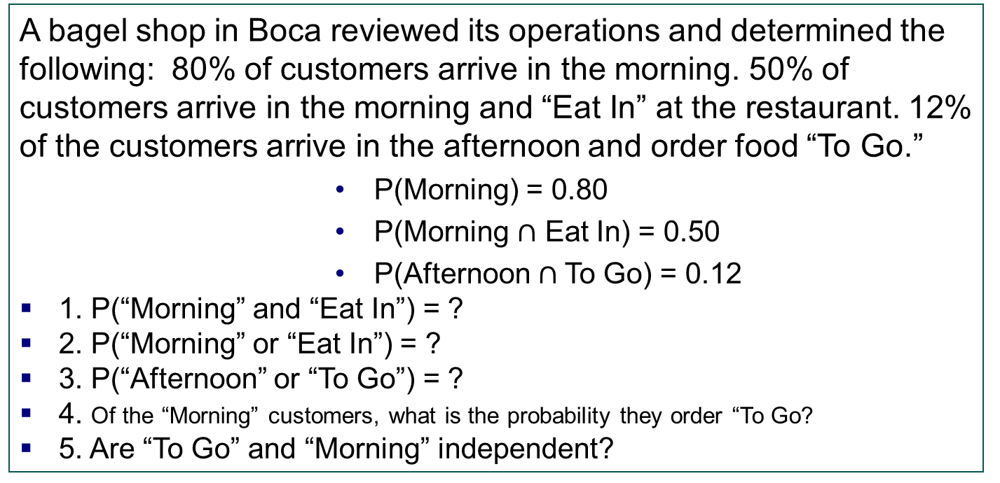 A bagel shop in Boca reviewed its operations and determined the
following:  80% of customers arrive in the morning. 50% of
customers arrive in the morning and “Eat In” at the restaurant. 12%
of the customers arrive in the afternoon and order food “To Go.”
• P(Morning) = 0.80
• P(Morning ∩ Eat In) = 0.50
• P(Afternoon ∩ To Go) = 0.12
▪ 1. P(“Morning” and “Eat In”) = ?
▪ 2. P(“Morning” or “Eat In”) = ?
▪ 3. P(“Afternoon” or “To Go”) = ?
▪ 4. Of the “Morning” customers, what is the probability they order “To Go?
▪ 5. Are “To Go” and “Morning” independent?